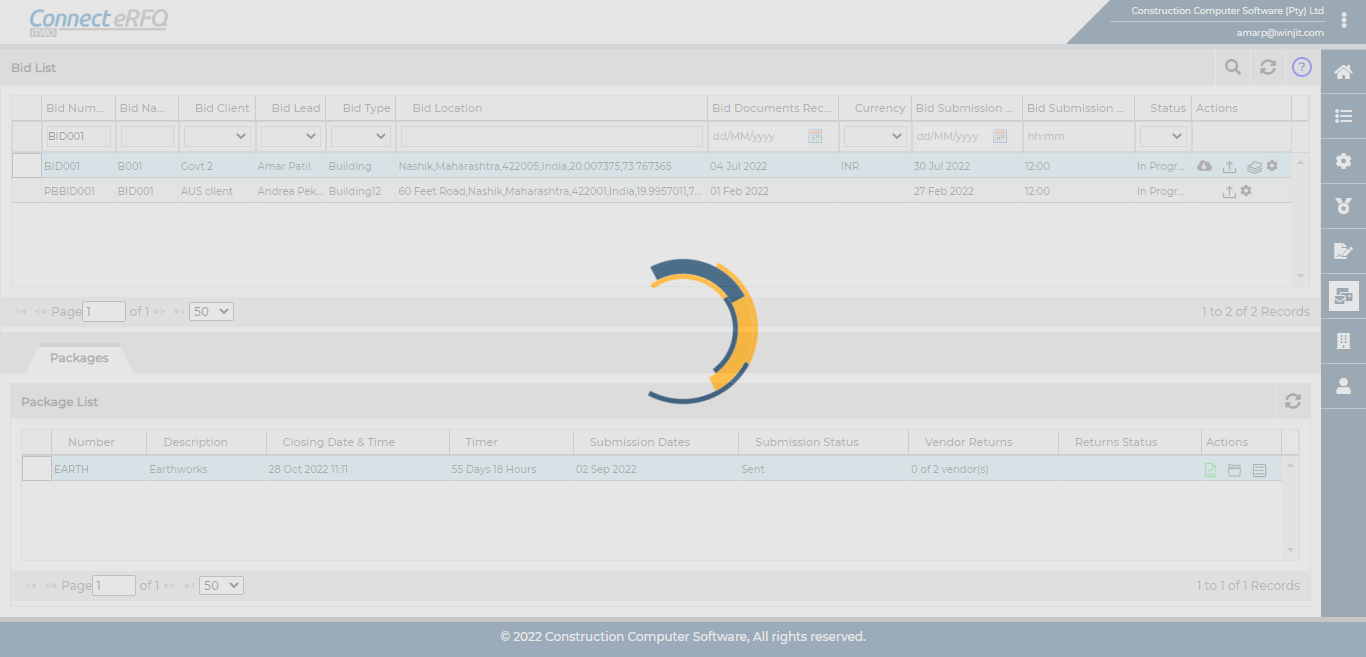 Connect eRFQ
iTWO
Construction Computer Software (Pty) Ltd
amarp@winjit.com
Bid List
?
Bid Num... Bid Na... Bid Client Bid Lead Bid Type Bid Location Bid Documents Rec... Currency Bid Submission ... Bid Submission ... Status Actions
BID001 dd/MM/yyyy dd/MM/yyyy hh:mm
BID001 B001 Govt.2 Amar Patil Building Nashik,Maharashtra,422005,India,20.007375,73.767365 04 Jul 2022 INR 30 Jul 2022 12:00 In Progr...
PBBID001 BID001 AUS client Andrea Pek... Building12 60 Feet Road,Nashik,Maharashtra,422001,India,19.9957011,7... 01 Feb 2022 27 Feb 2022 12:00 In Progr...
Page 1 of 1 50 1 to 2 of 2 Records
Packages
Package List
Number Description Closing Date & Time Timer Submission Dates Submission Status Vendor Returns Returns Status Actions
EARTH Earthworks 28 Oct 2022 11:11 55 Days 18 Hours 02 Sep 2022 Sent 0 of 2 vendor(s)
Page 1 of 1 50 1 to 1 of 1 Records
© 2022 Construction Computer Software, All rights reserved.